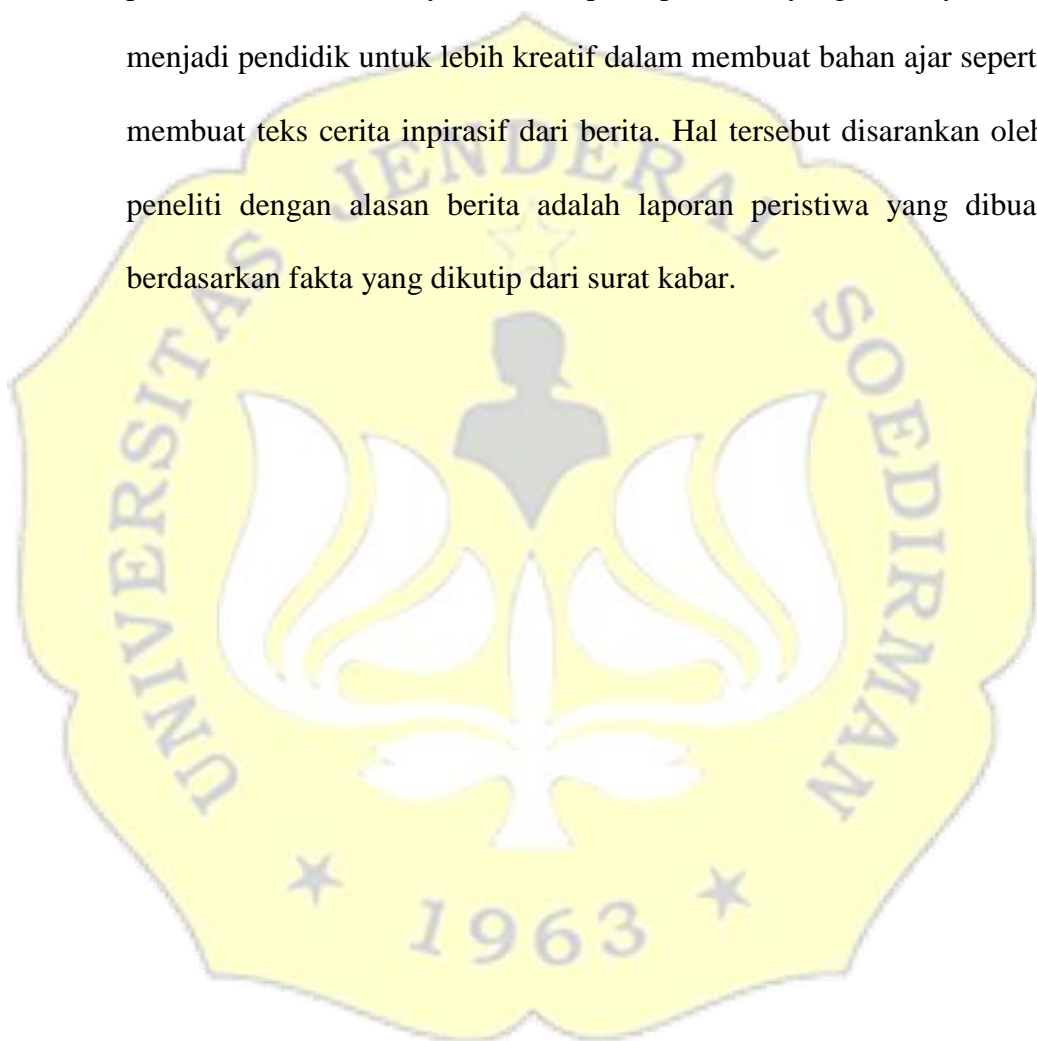 menjadi pendidik untuk lebih kreatif dalam membuat bahan ajar sepert
membuat teks cerita inpirasif dari berita. Hal tersebut disarankan oleh
peneliti dengan alasan berita adalah laporan peristiwa yang dibua
berdasarkan fakta yang dikutip dari surat kabar.
UNIVERSITAS JENDERAL SOEDIRMAN
1963